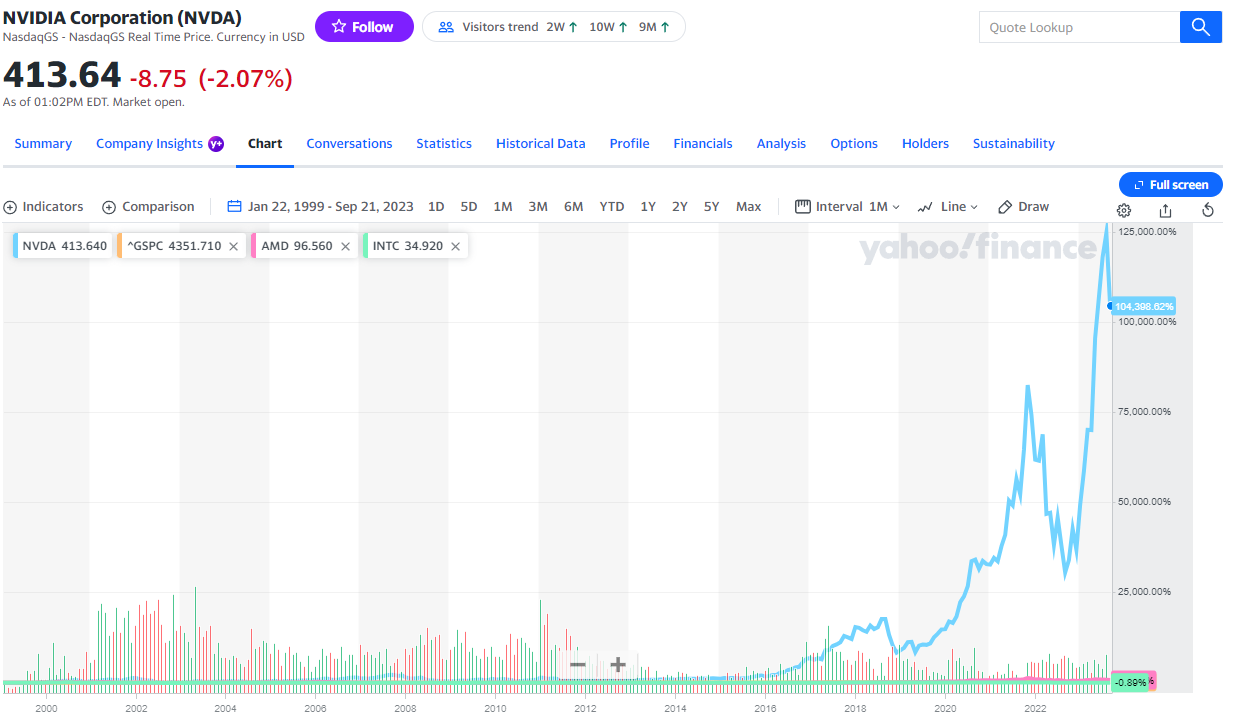 NVIDIA Corporation (NVDA)
NasdaqGS - NasdaqGS Real Time Price. Currency in USD
Follow
Visitors trend 2W 10W 9M
Quote Lookup
413.64 -8.75 (-2.07%)
As of 01:02PM EDT. Market open.
Summary Company Insights y+ Chart Conversations Statistics Historical Data Profile Financials Analysis Options Holders Sustainability
Full screen
Indicators Comparison Jan 22, 1999 - Sep 21, 2023 1D 5D 1M 3M 6M YTD 1Y 2Y 5Y Max Interval 1M Line Draw
NVDA 413.640 ^GSPC 4351.710 AMD 96.560 INTC 34.920
yahoo!finance
125,000.00%
104,398.62%
100,000.00%
75,000.00%
50,000.00%
25,000.00%
-0.89%
2000 2002 2004 2006 2008 2010 2012 2014 2016 2018 2020 2022